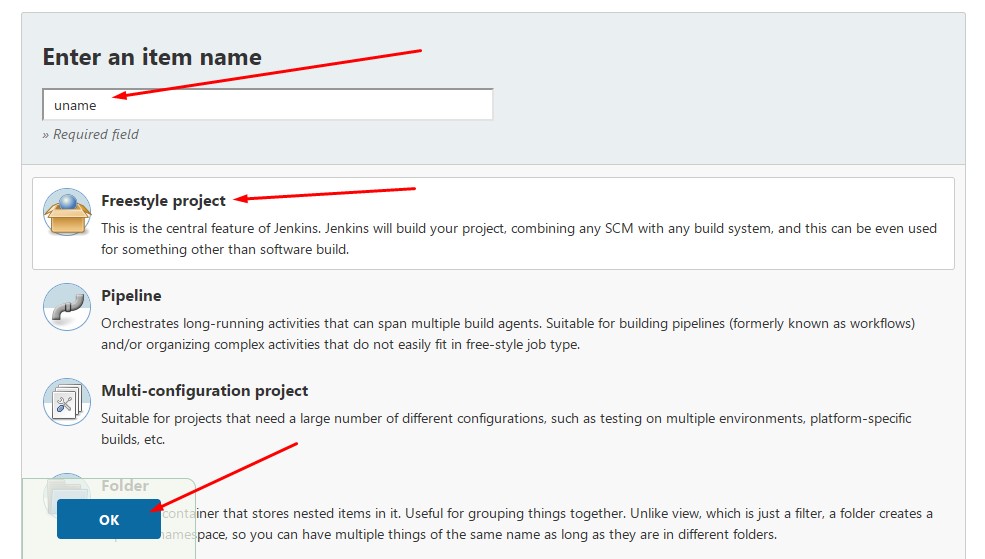 Enter an item name
uname
» Required field
Freestyle project
This is the central feature of Jenkins. Jenkins will build your project, combining any SCM with any build system, and this can be even used
for something other than software build.
Pipeline
Orchestrates long-running activities that can span multiple build agents. Suitable for building pipelines (formerly known as workflows)
and/or organizing complex activities that do not easily fit in free-style job type.
Multi-configuration project
Suitable for projects that need a large number of different configurations, such as testing on multiple environments, platform-specific
builds, etc.
Folder
container that stores nested items in it. Useful for grouping things together. Unlike view, which is just a filter, a folder creates a
OK
namespace, so you can have multiple things of the same name as long as they are in different folders.